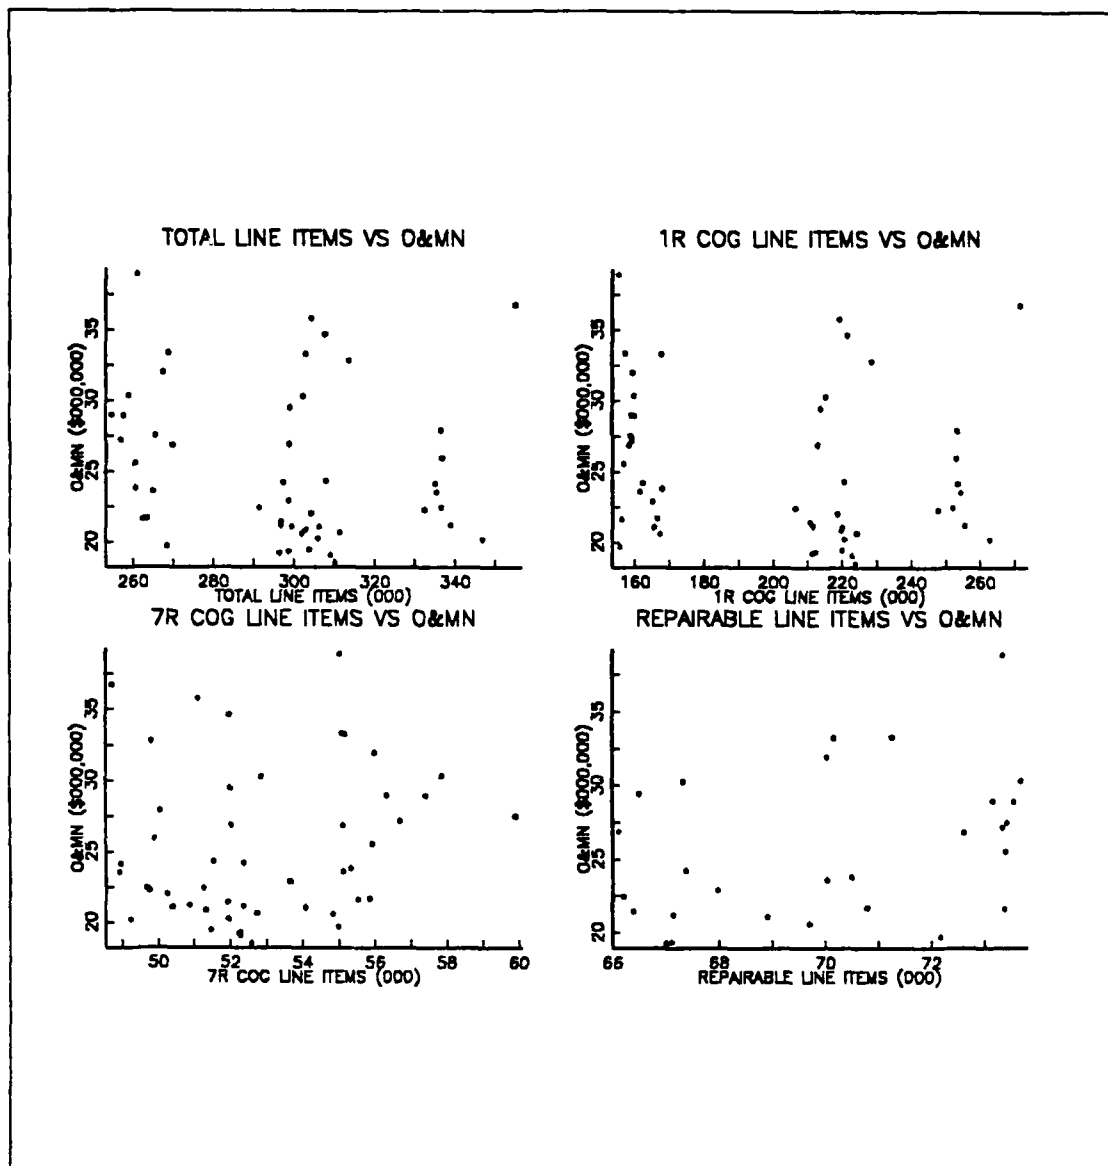 TOTAL LINE ITEMS VS O&MN
O&MN ($000,000)
35
30
25
20
260 280 300 320 340
TOTAL LINE ITEMS (000)
1R COG LINE ITEMS VS O&MN
O&MN ($000,000)
35
30
25
20
160 180 200 220 240 260
1R COG LINE ITEMS (000)
7R COG LINE ITEMS VS O&MN
O&MN ($000,000)
35
30
25
20
50 52 54 56 58 60
7R COG LINE ITEMS (000)
REPAIRABLE LINE ITEMS VS O&MN
O&MN ($000,000)
35
30
25
20
66 68 70 72
REPAIRABLE LINE ITEMS (000)